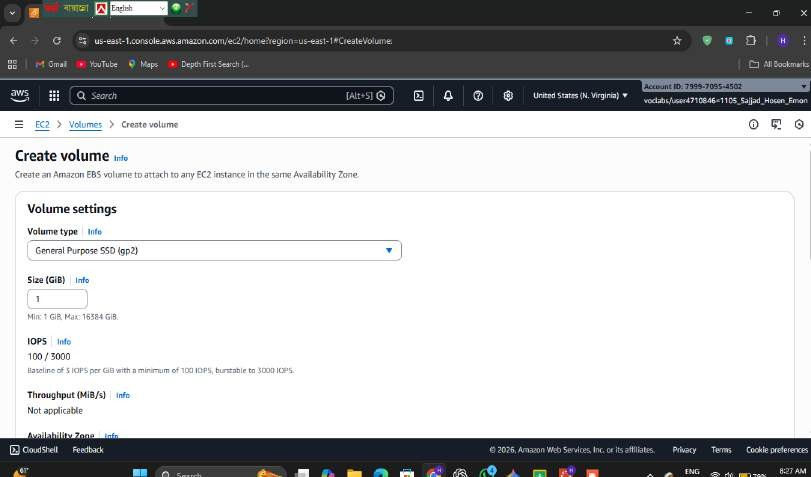 বায়ান্নো English
us-east-1.console.aws.amazon.com/ec2/home?region=us-east-1#CreateVolume:
H
Gmail YouTube Maps Depth First Search (... All Bookmarks
aws Search [Alt+S] United States (N. Virginia) Account ID: 7999-7095-4502
voclabs/user4710846=1105_Sajjad_Hosen_Emon
EC2 > Volumes > Create volume
Create volume Info
Create an Amazon EBS volume to attach to any EC2 instance in the same Availability Zone.
Volume settings
Volume type Info
General Purpose SSD (gp2)
Size (GiB) Info
1
Min: 1 GiB, Max: 16384 GiB.
IOPS Info
100 / 3000
Baseline of 3 IOPS per GiB with a minimum of 100 IOPS, burstable to 3000 IOPS.
Throughput (MiB/s) Info
Not applicable
Availability Zone Info
CloudShell Feedback © 2026, Amazon Web Services, Inc. or its affiliates. Privacy Terms Cookie preferences
61° Search 4 ENG 79% 8:27 AM